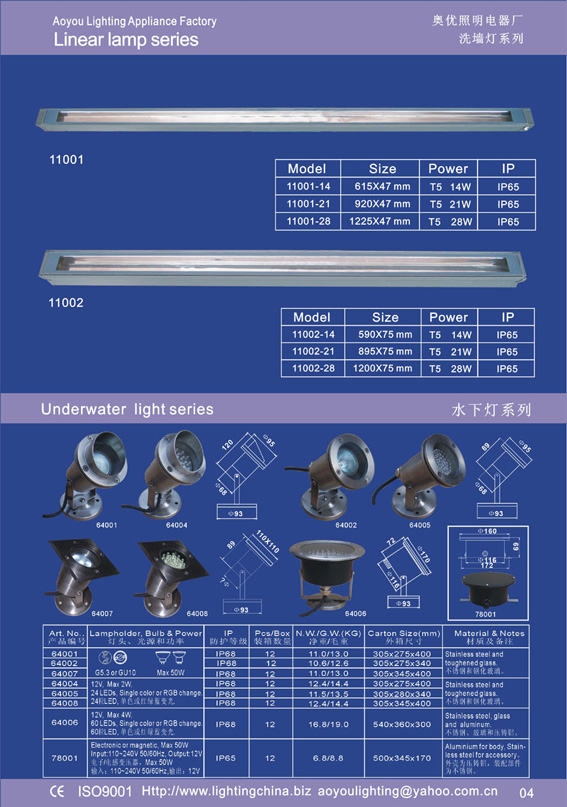 Aoyou Lighting Appliance Factory
奥优照明电器厂
Linear lamp series
洗墙灯系列
11001
Model Size Power IP
11001-14 615X47 mm T5 14W IP65
11001-21 920X47 mm T5 21W IP65
11001-28 1225X47 mm T5 28W IP65
11002
Model Size Power IP
11002-14 590X75 mm T5 14W IP65
11002-21 895X75 mm T5 21W IP65
11002-28 1200X75 mm T5 28W IP65
Underwater light series
水下灯系列
120
Φ95
Φ68
Φ93
64001
64004
89
Φ95
Φ68
Φ93
64002
64005
89
110X110
Φ93
64007
64008
72
Φ170
Φ116
Φ93
64006
Φ160
69
Φ116
172
78001
Art. No., Lampholder, Bulb & Power IP Pcs/Box N.W./G.W.(KG) Carton Size(mm) Material & Notes
产品编号 灯头、光源和功率 防护等级 装箱数量 净重/毛重 外箱尺寸 材质及备注
64001 IP68 12 11.0/13.0 305x275x400 Stainless steel and
64002 IP68 12 10.6/12.6 305x275x340 toughened glass.
64007 G5.3 or GU10 Max 50W IP68 12 11.0/13.0 305x345x400 不锈钢和钢化玻璃。
64004 12V, Max 2W. IP68 12 12.4/14.4 305x275x400 Stainless steel and
64005 24 LEDs, Single color or RGB change. IP68 12 11.5/13.5 305x280x340 toughened glass.
64008 24粒LED, 单色或红绿蓝变光. IP68 12 12.4/14.4 305x345x400 不锈钢和钢化玻璃。
64006 12V, Max 4W. IP68 12 16.8/19.0 540x360x300 Stainless steel, glass
60 LEDs, Single color or RGB change. and aluminum.
60粒LED, 单色或红绿蓝变光. 不锈钢、玻璃和压铸铝。
78001 Electronic or magnetic, Max 50W IP65 12 6.8/8.8 500x345x170 Aluminium for body, Stain-
Input:110~240V 50/60Hz, Output:12V less steel for accessory.
电子/电感变压器, Max 50W 外壳为压铸铝, 装配部件
输入: 110~240V 50/60Hz,输出: 12V 为不锈钢。
CE ISO9001 Http://www.lightingchina.biz aoyoulighting@yahoo.com.cn 04